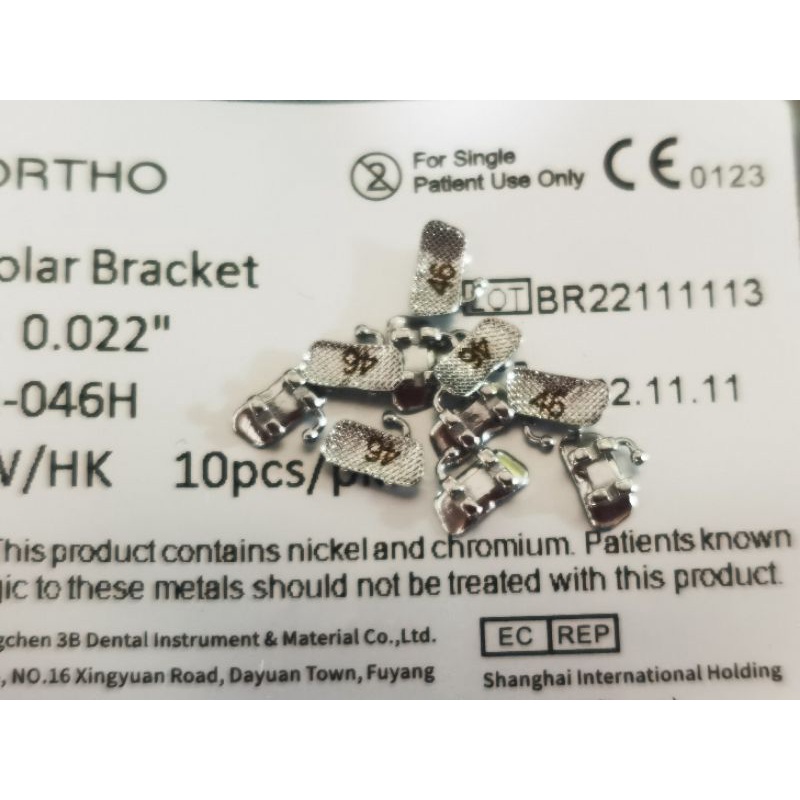 ORTHO
For Single
Patient Use Only
CE 0123
olar Bracket
LOT BR22111113
0.022"
-046H
2.11.11
V/HK 10pcs/
This product contains nickel and chromium. Patients known
gic to these metals should not be treated with this product.
gchen 3B Dental Instrument & Material Co.,Ltd.
EC REP
, NO.16 Xingyuan Road, Dayuan Town, Fuyang
Shanghai International Holding
46
46
46
46
46